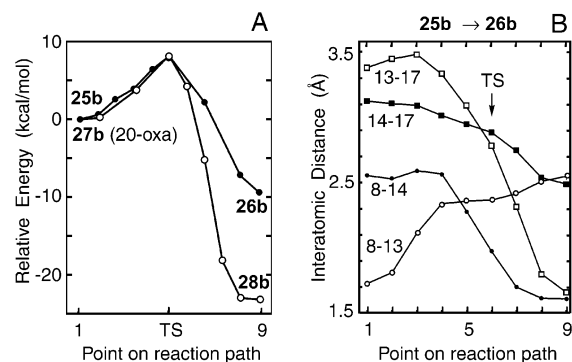 A
10
0
-10
-20
Relative Energy (kcal/mol)
25b
27b (20-oxa)
26b
28b
1 TS 9
Point on reaction path
25b → 26b B
3.5
2.5
1.5
Interatomic Distance (Å)
13-17
TS
14-17
8-14
8-13
1 5 9
Point on reaction path